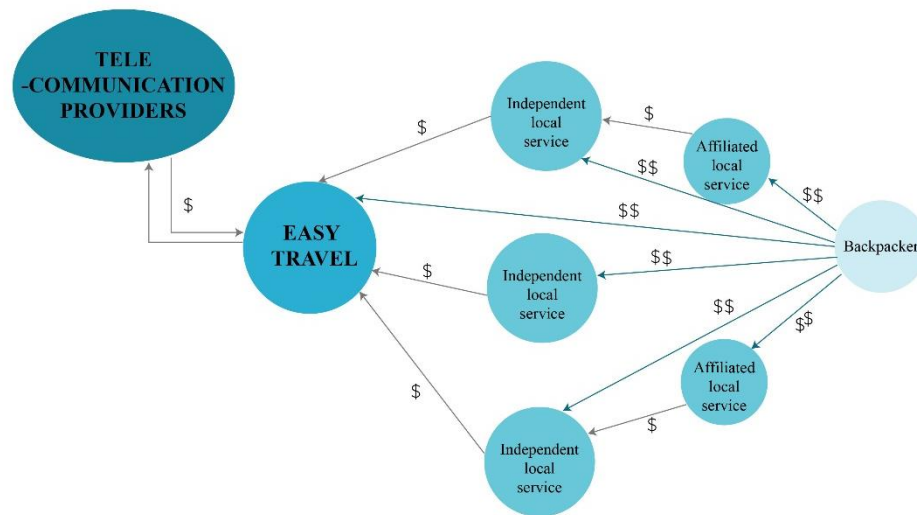 TELE
-COMMUNICATION
PROVIDERS
$
EASY
TRAVEL
$
$$
$
$
Independent
local
service
$
$$
Affiliated
local
service
$$
Independent
local
service
$$
Backpacker
$$
$$
Affiliated
local
service
$
Independent
local
service